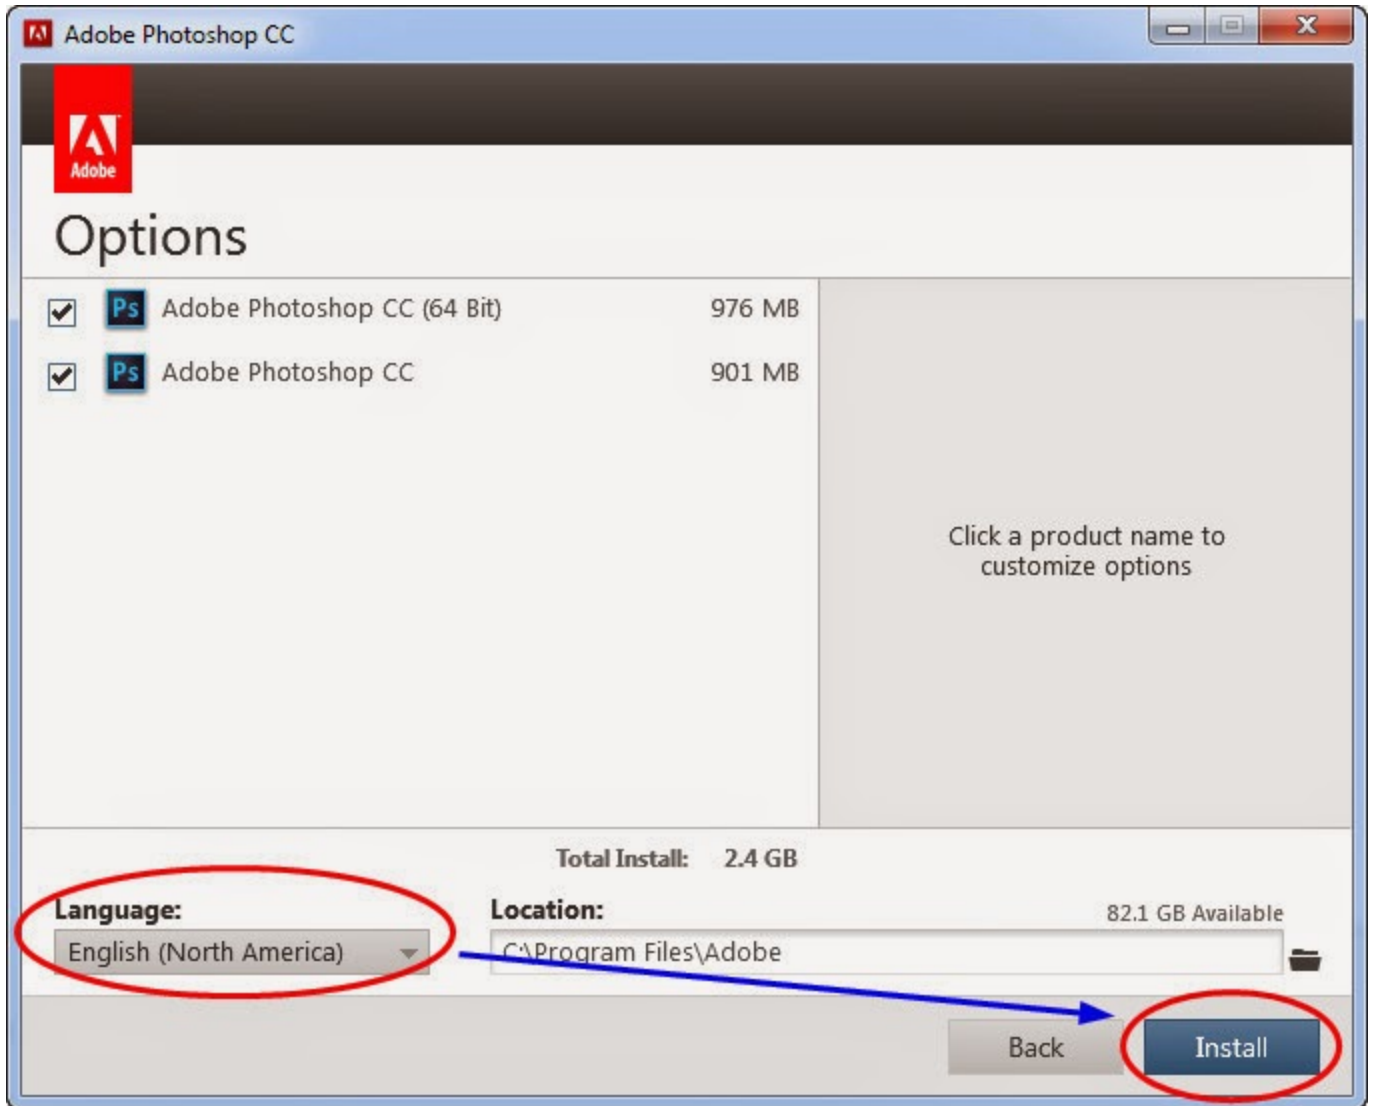 Adobe Photoshop CC
Adobe
Options
Ps Adobe Photoshop CC (64 Bit) 976 MB
Ps Adobe Photoshop CC 901 MB
Click a product name to
customize options
Total Install: 2.4 GB
Language: Location: 82.1 GB Available
English (North America) C:\Program Files\Adobe
Back Install